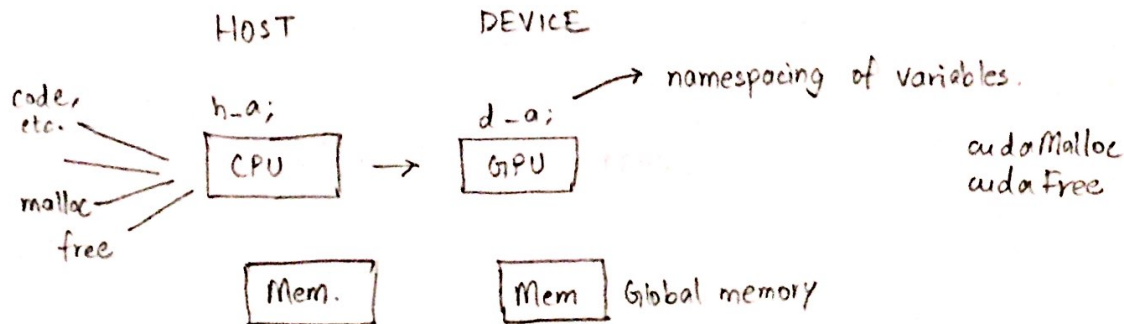 HOST DEVICE
namespacing of variables.
code,
etc.
h_a;
d_a;
CPU
GPU
cudaMalloc
cudaFree
malloc
free
Mem.
Mem
Global memory